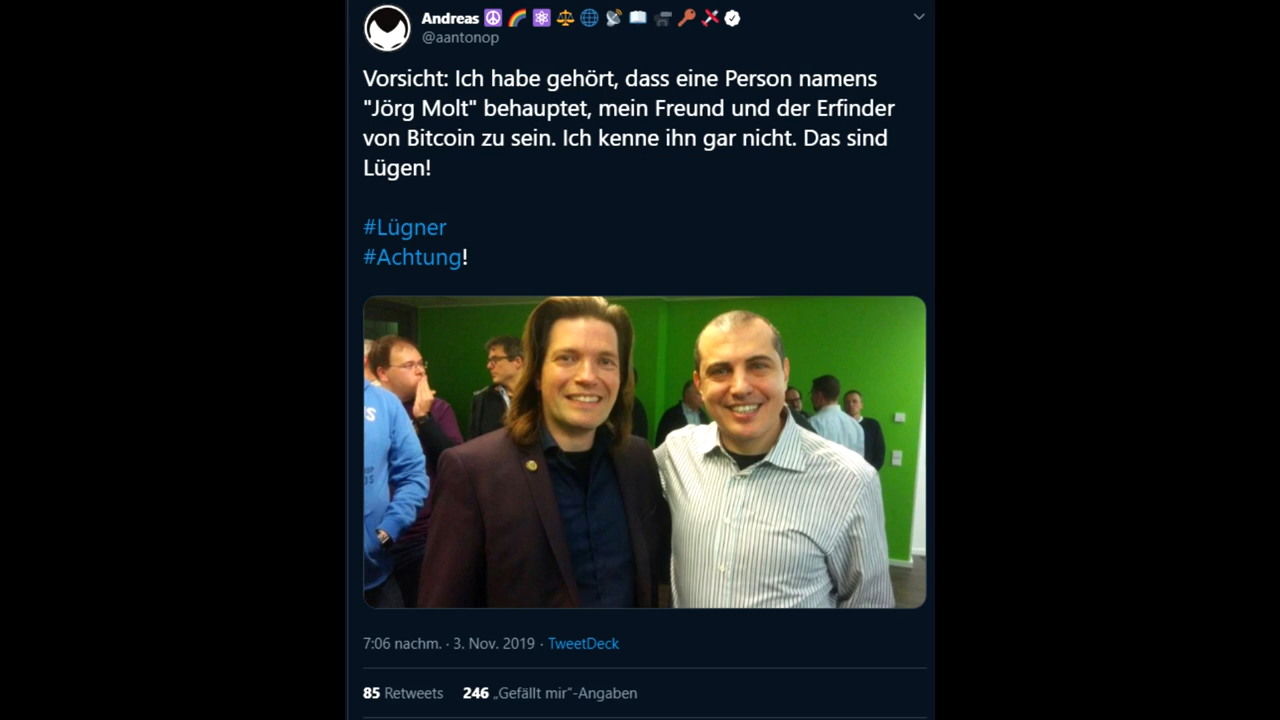 Andreas ☮️ 🌈 ⚛️ ⚖️ 🌐 📡 📖 📹 🔑 🛩
@aantonop
Vorsicht: Ich habe gehört, dass eine Person namens
"Jörg Molt" behauptet, mein Freund und der Erfinder
von Bitcoin zu sein. Ich kenne ihn gar nicht. Das sind
Lügen!
#Lügner
#Achtung!
7:06 nachm. · 3. Nov. 2019 · TweetDeck
85 Retweets 246 „Gefällt mir“-Angaben